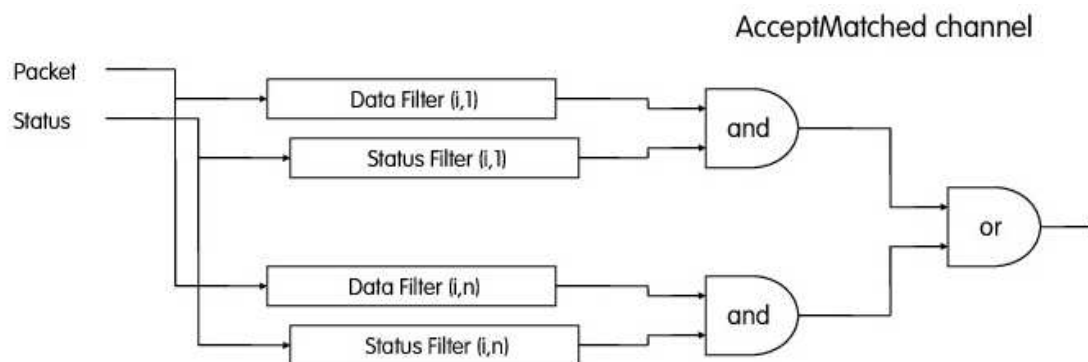 AcceptMatched channel
Packet
Data Filter (i,1)
and
Status
Status Filter (i,1)
or
Data Filter (i,n)
and
Status Filter (i,n)